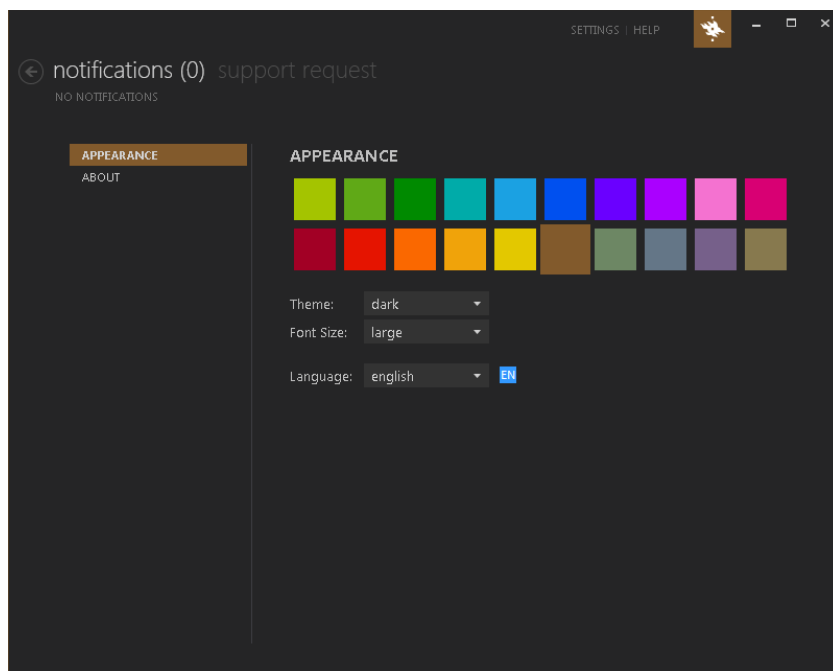 SETTINGS | HELP
notifications (0) support request
NO NOTIFICATIONS
APPEARANCE
ABOUT
APPEARANCE
Theme: dark
Font Size: large
Language: english EN